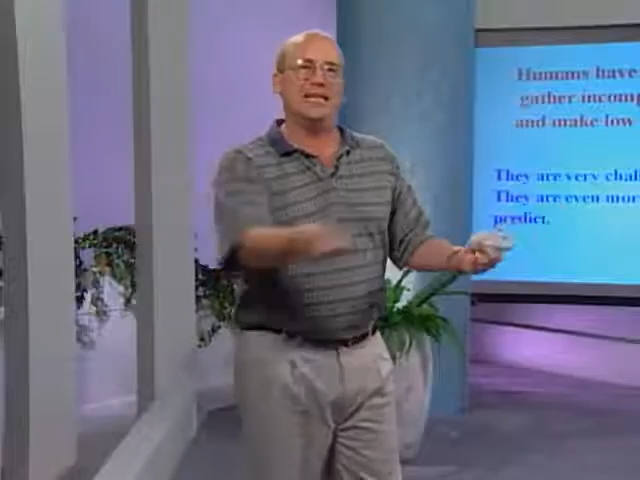 Humans have
gather incomp
and make low
They are very chal
They are even mor
predict.